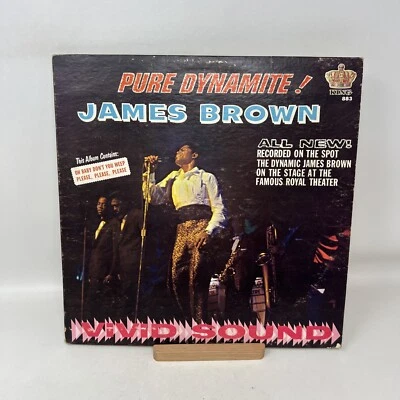 PURE DYNAMITE!
KING
883
JAMES BROWN
This Album Contains:
OH BABY DON'T YOU WEEP
PLEASE, PLEASE, PLEASE
ALL NEW!
RECORDED ON THE SPOT
THE DYNAMIC JAMES BROWN
ON THE STAGE AT THE
FAMOUS ROYAL THEATER
ViViD SOUND